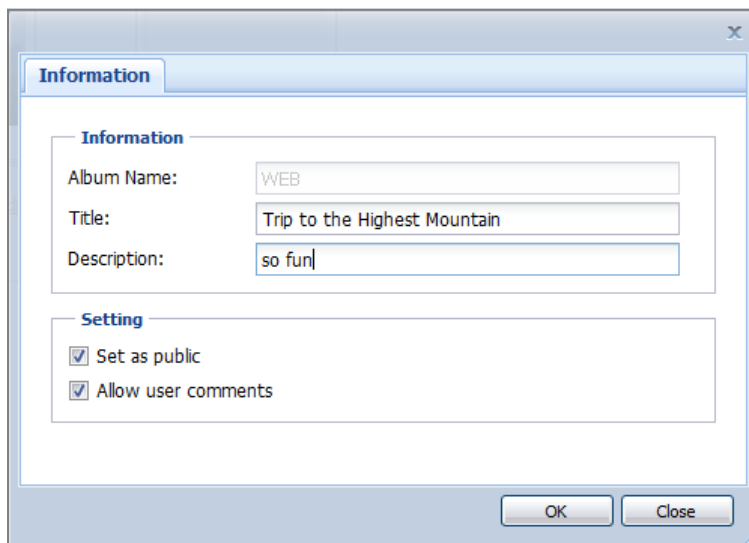 Information
Information
Album Name: WEB
Title: Trip to the Highest Mountain
Description: so fun
Setting
Set as public
Allow user comments
OK Close